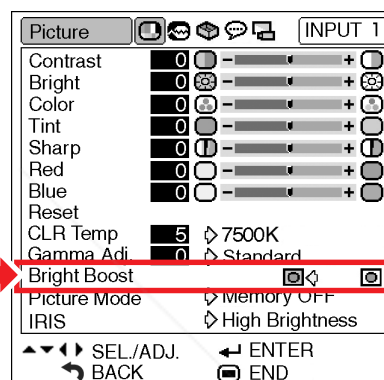 Picture INPUT 1
Contrast 0 - +
Bright 0 - +
Color 0 - +
Tint 0 - +
Sharp 0 - +
Red 0 - +
Blue 0 - +
Reset
CLR Temp 5 7500K
Gamma Adj. 0 Standard
Bright Boost
Picture Mode Memory OFF
IRIS High Brightness
SEL./ADJ. ENTER
BACK END